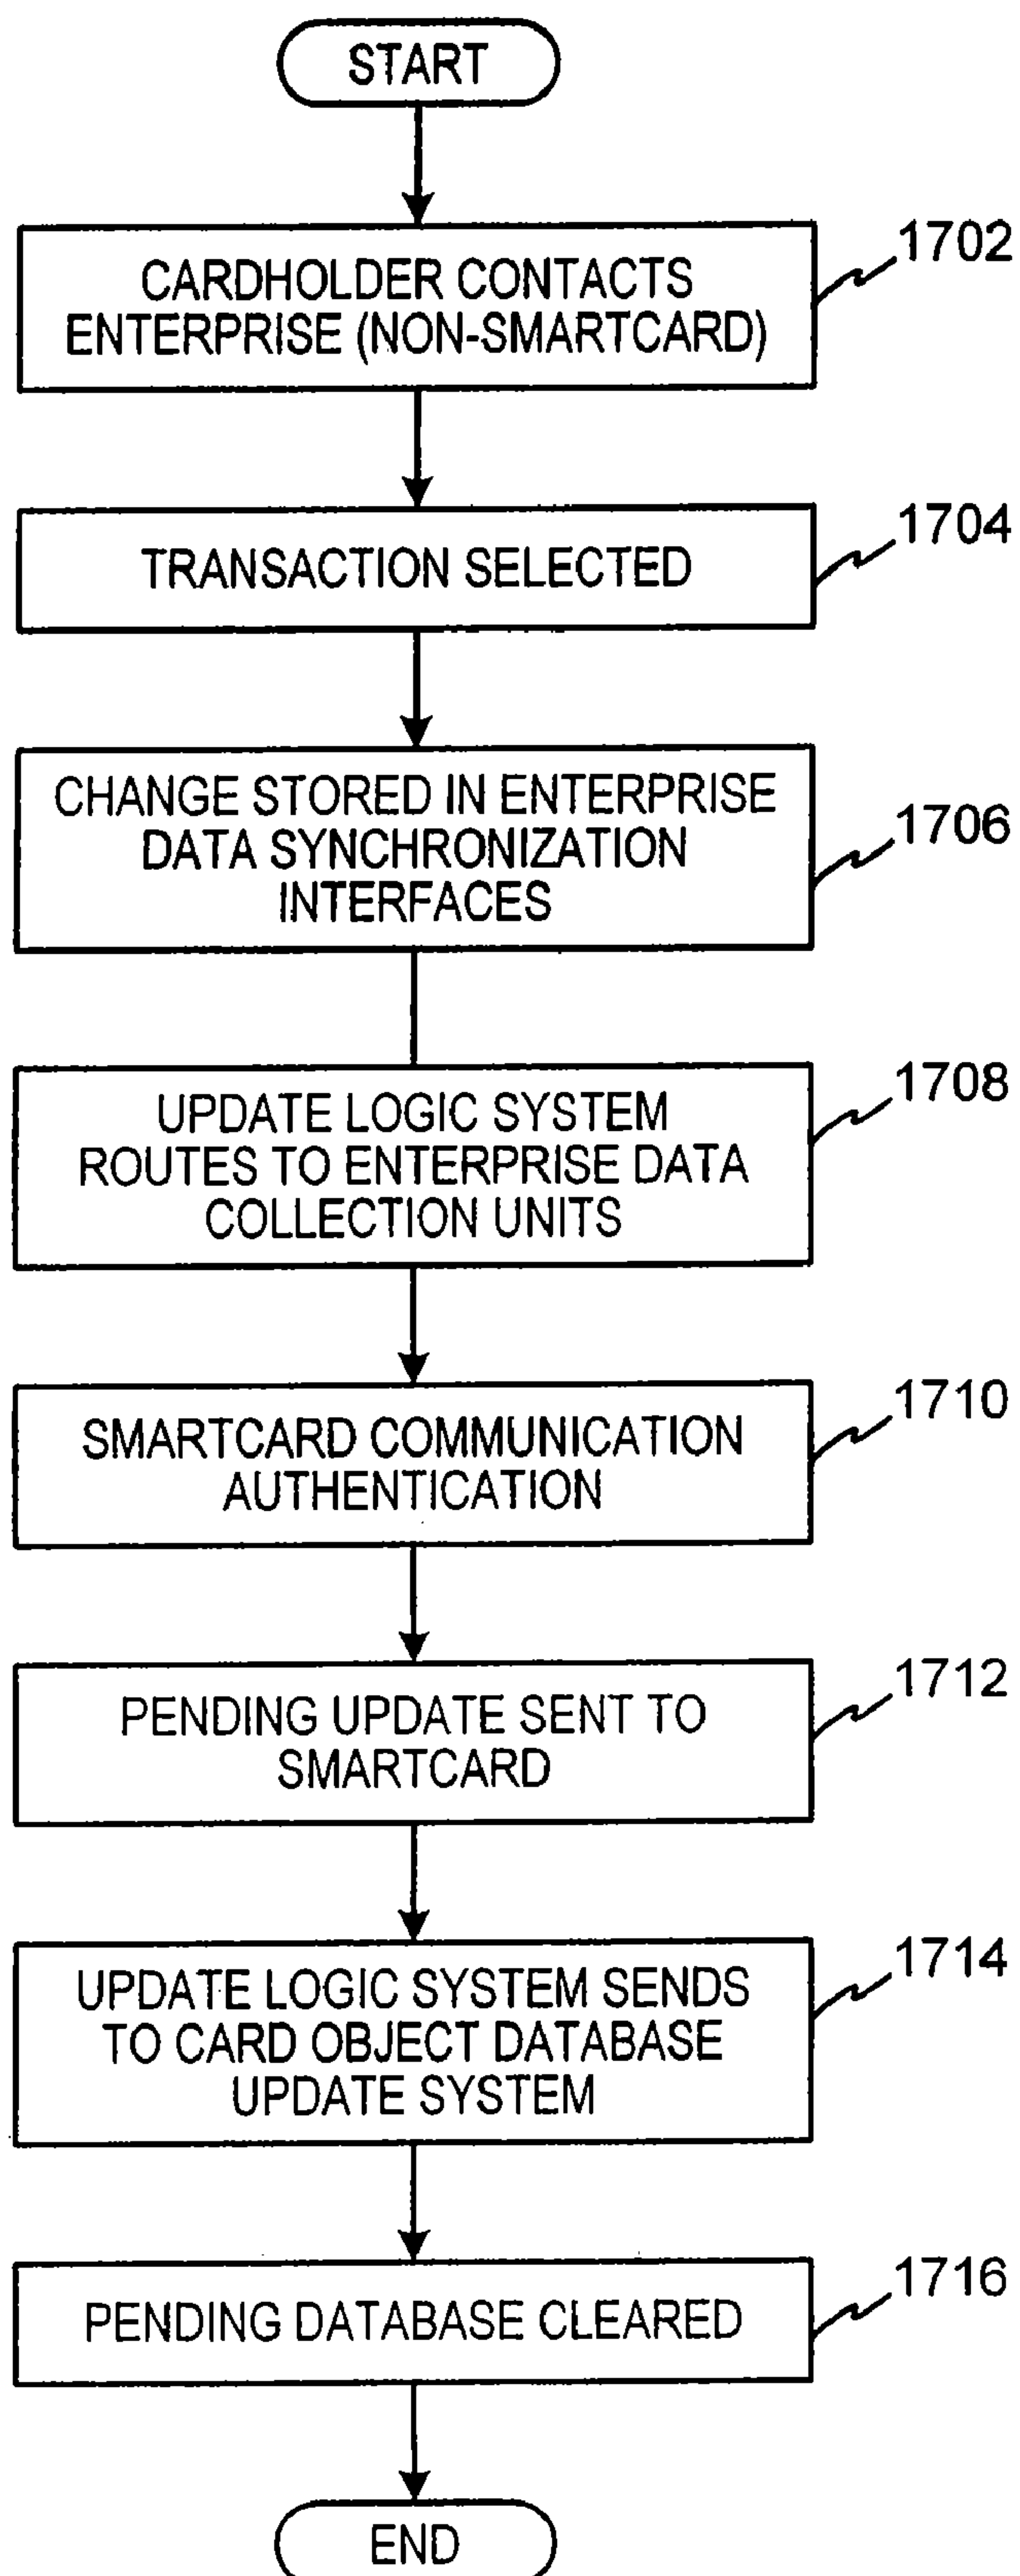 START
CARDHOLDER CONTACTS
ENTERPRISE (NON-SMARTCARD)
1702
TRANSACTION SELECTED
1704
CHANGE STORED IN ENTERPRISE
DATA SYNCHRONIZATION
INTERFACES
1706
UPDATE LOGIC SYSTEM
ROUTES TO ENTERPRISE DATA
COLLECTION UNITS
1708
SMARTCARD COMMUNICATION
AUTHENTICATION
1710
PENDING UPDATE SENT TO
SMARTCARD
1712
UPDATE LOGIC SYSTEM SENDS
TO CARD OBJECT DATABASE
UPDATE SYSTEM
1714
PENDING DATABASE CLEARED
1716
END